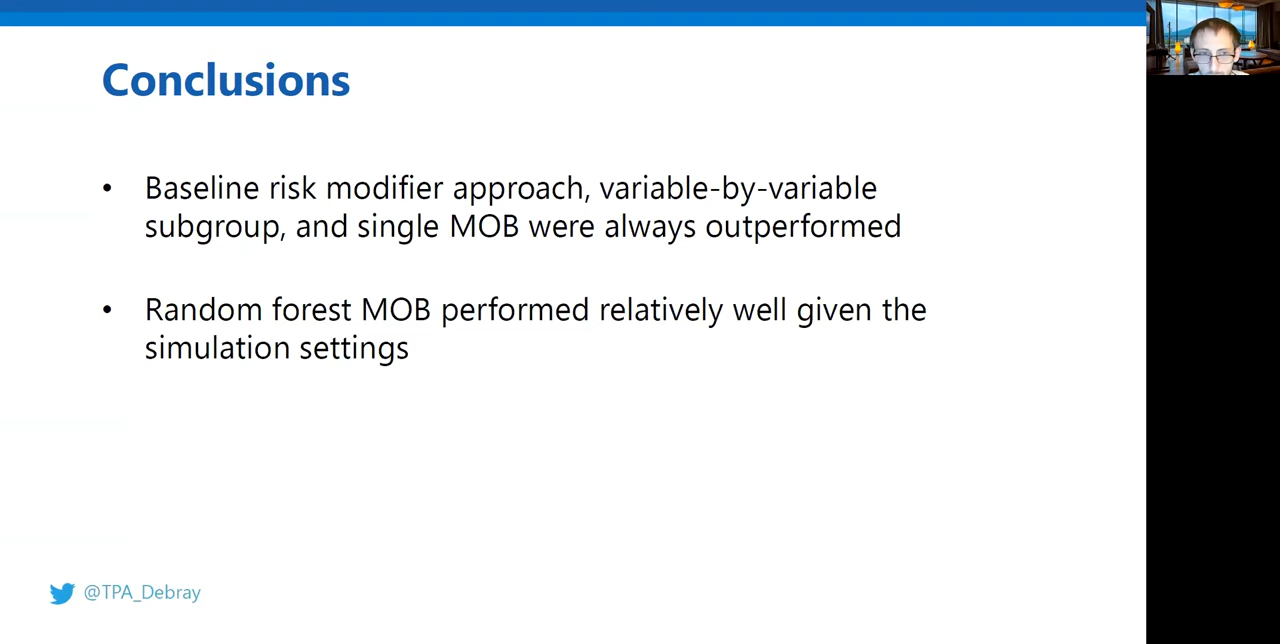 Conclusions
• Baseline risk modifier approach, variable-by-variable
subgroup, and single MOB were always outperformed
• Random forest MOB performed relatively well given the
simulation settings
@TPA_Debray